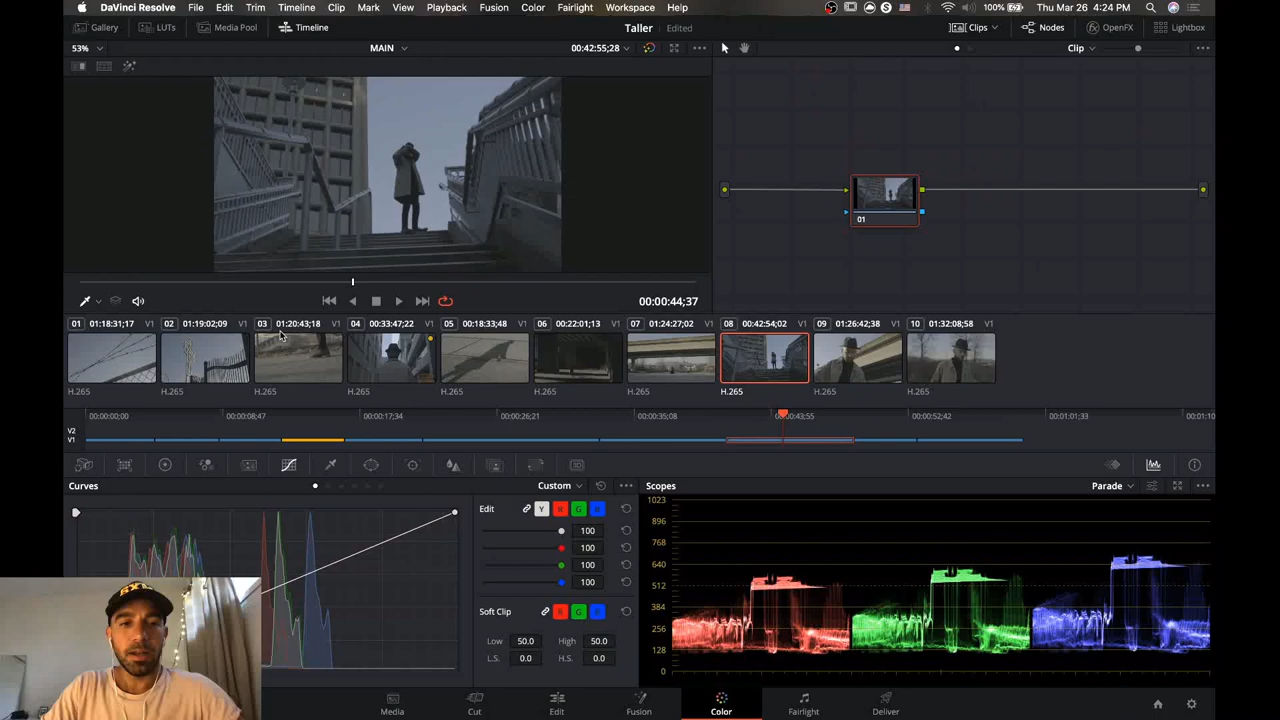 DaVinci Resolve File Edit Trim Timeline Clip Mark View Playback Fusion Color Fairlight Workspace Help 100% Thu Mar 26 4:24 PM
Gallery LUTs Media Pool Timeline Taller Edited Clips Nodes OpenFX Lightbox
53% MAIN 00:42:55;28 Clip
01
00:00:44;37
01 01:18:31;17 V1 02 01:19:02;09 V1 03 01:20:43;18 V1 04 00:33:47;22 V1 05 00:18:33;48 V1 06 00:22:01;13 V1 07 01:24:27;02 V1 08 00:42:54;02 V1 09 01:26:42;38 V1 10 01:32:08;58 V1
H.265 H.265 H.265 H.265 H.265 H.265 H.265 H.265 H.265 H.265
00:00:00;00 00:00:08;47 00:00:17;34 00:00:26;21 00:00:35;08 00:00:43;55 00:00:52;42 00:01:01;33 00:01:10
V2
V1
Curves Custom Scopes Parade
Edit Y R G B
100
100
100
100
Soft Clip R G B
Low 50.0 High 50.0
L.S. 0.0 H.S. 0.0
1023
896
768
640
512
384
256
128
0
Media Cut Edit Fusion Color Fairlight Deliver